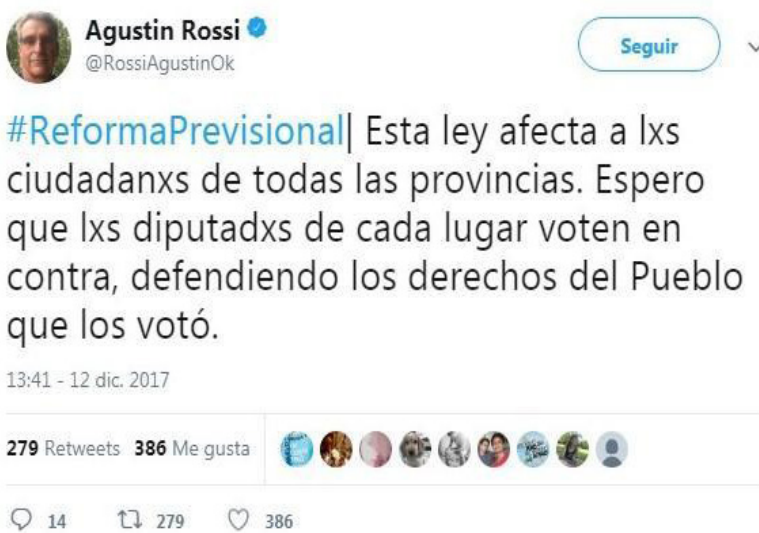 Agustin Rossi
@RossiAgustinOk
Seguir
#ReformaPrevisional| Esta ley afecta a lxs
ciudadanxs de todas las provincias. Espero
que lxs diputadxs de cada lugar voten en
contra, defendiendo los derechos del Pueblo
que los votó.
13:41 - 12 dic. 2017
279 Retweets 386 Me gusta
14 279 386